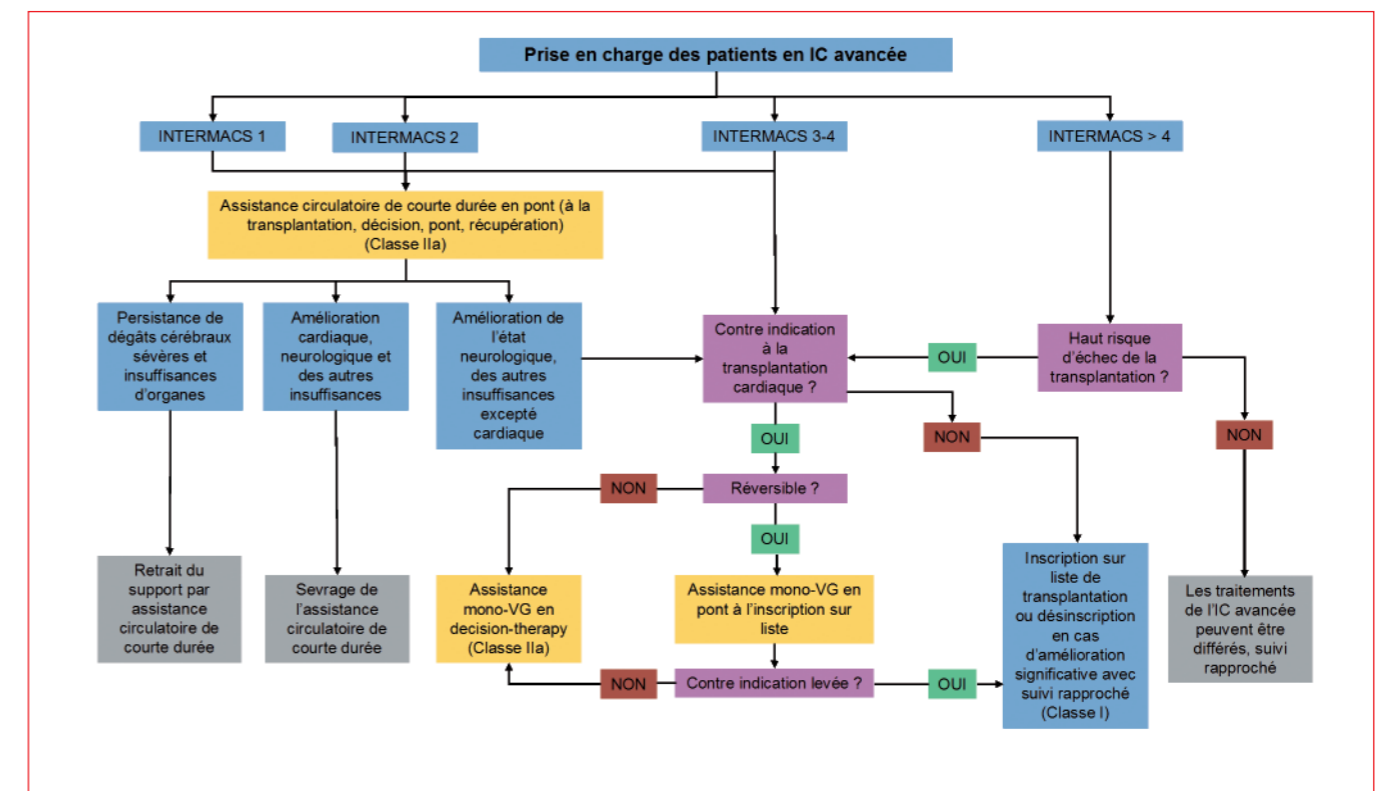 Prise en charge des patients en IC avancée
INTERMACS 1
INTERMACS 2
INTERMACS 3-4
INTERMACS > 4
Assistance circulatoire de courte durée en pont (à la
transplantation, décision, pont, récupération)
(Classe IIa)
Persistance de
dégâts cérébraux
sévères et
insuffisances
d'organes
Amélioration
cardiaque,
neurologique et
des autres
insuffisances
Amélioration de
l'état
neurologique,
des autres
insuffisances
excepté
cardiaque
Contre indication
à la
transplantation
cardiaque ?
OUI
Haut risque
d'échec de la
transplantation ?
OUI
NON
NON
NON
Réversible ?
OUI
Retrait du
support par
assistance
circulatoire de
courte durée
Sevrage de
l'assistance
circulatoire de
courte durée
Assistance
mono-VG en
decision-therapy
(Classe IIa)
Assistance mono-VG en
pont à l'inscription sur
liste
Inscription sur
liste de
transplantation
ou désinscription
en cas
d'amélioration
significative avec
suivi rapproché
(Classe I)
Les traitements
de l'IC avancée
peuvent être
différés, suivi
rapproché
NON
Contre indication levée ?
OUI